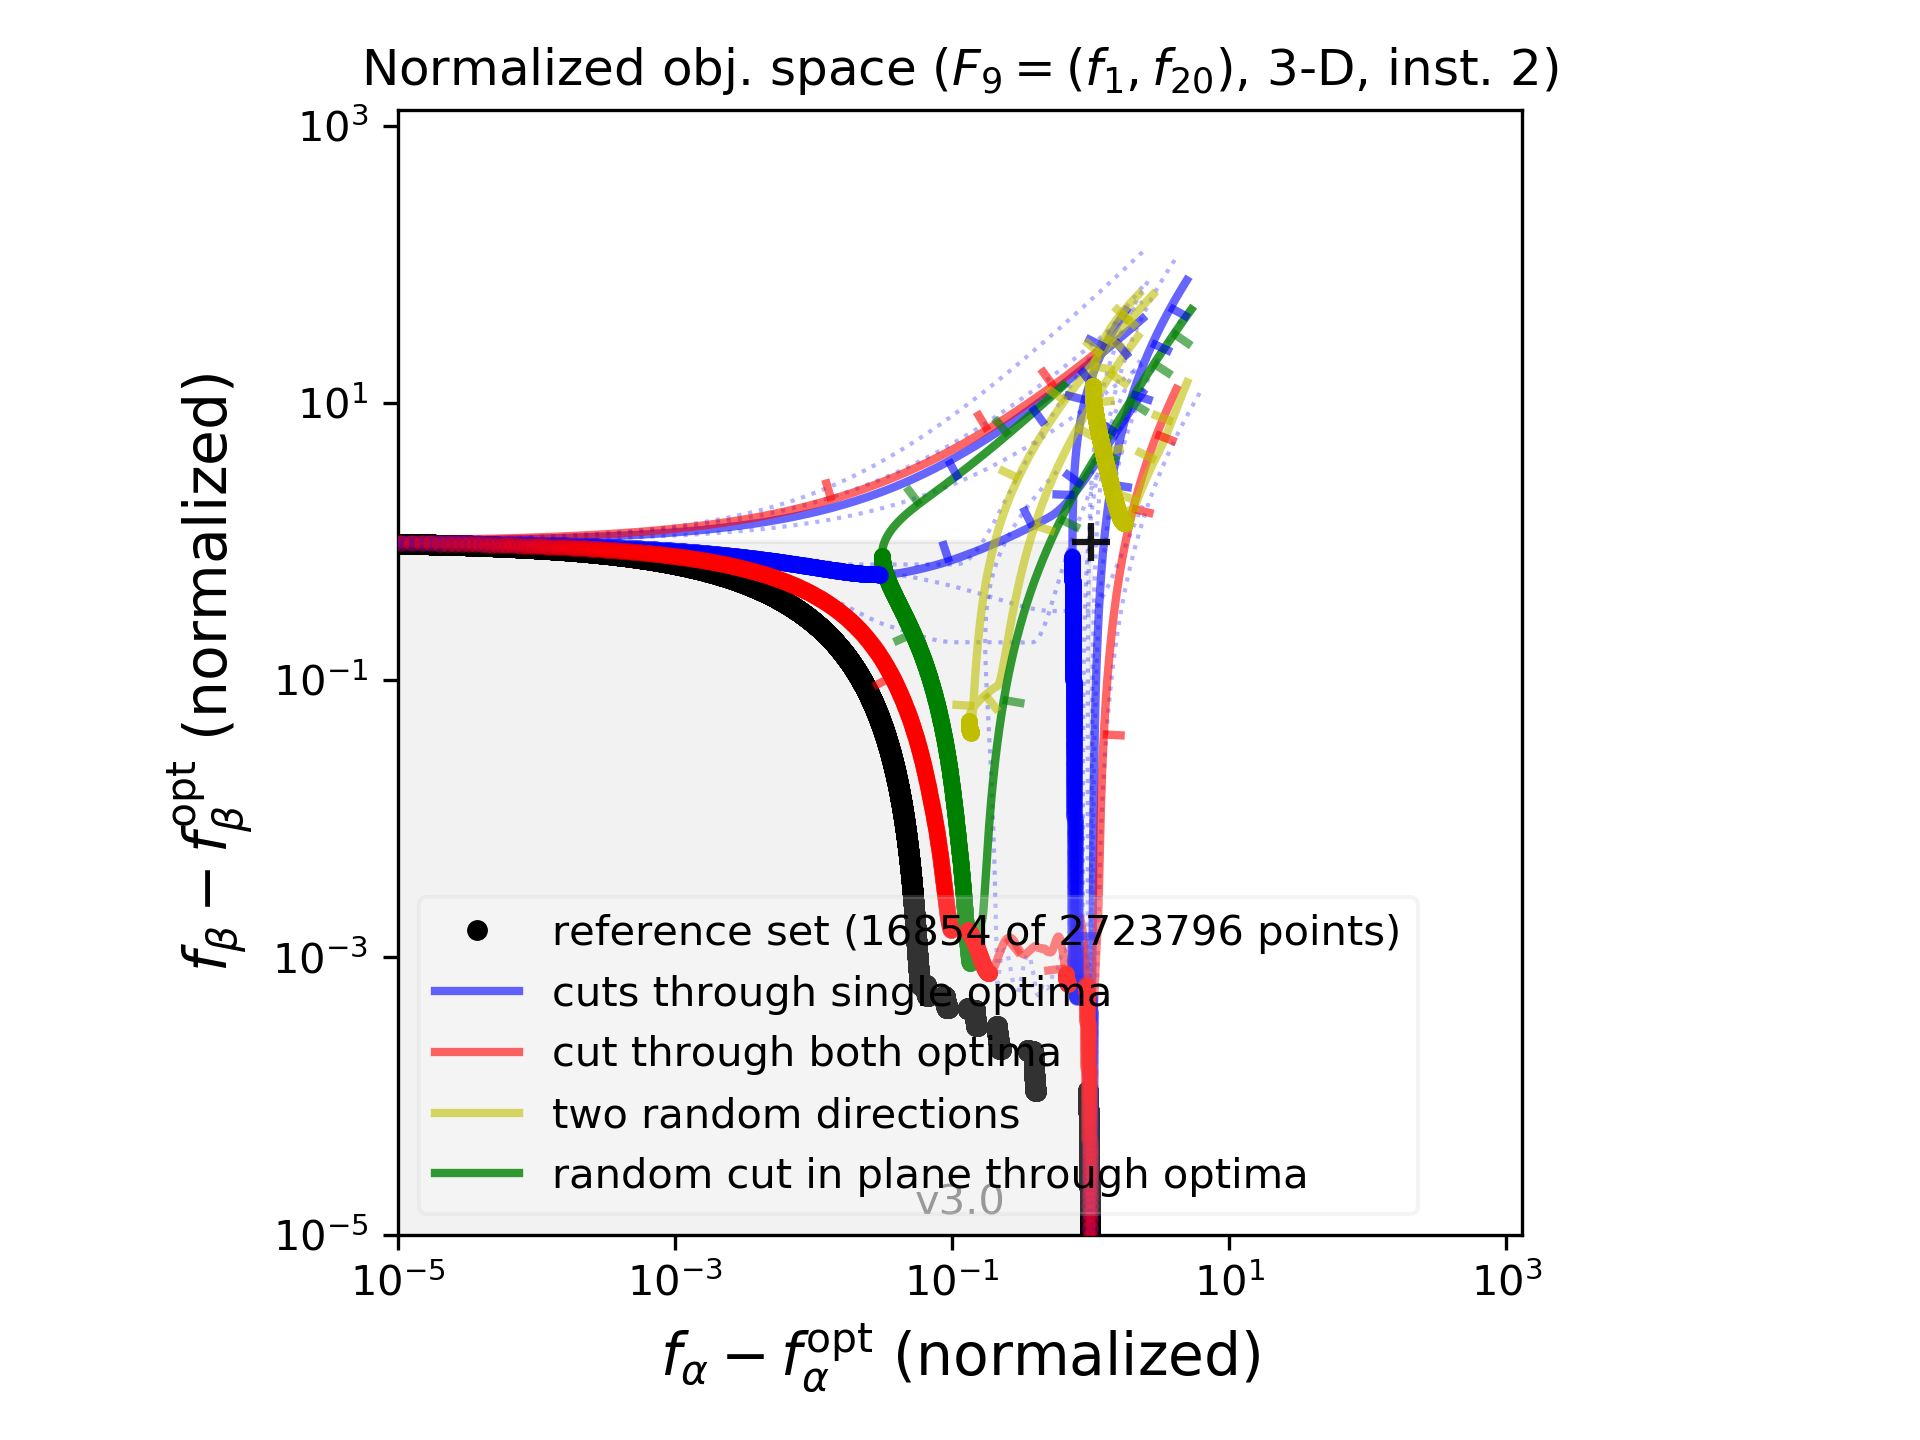 Normalized obj. space (F₉ = (f₁, f₂₀), 3-D, inst. 2)
10³
10¹
10⁻¹
10⁻³
10⁻⁵
f_β − f_β^opt (normalized)
reference set (16854 of 2723796 points)
cuts through single optima
cut through both optima
two random directions
random cut in plane through optima
v3.0
10⁻⁵ 10⁻³ 10⁻¹ 10¹ 10³
f_α − f_α^opt (normalized)